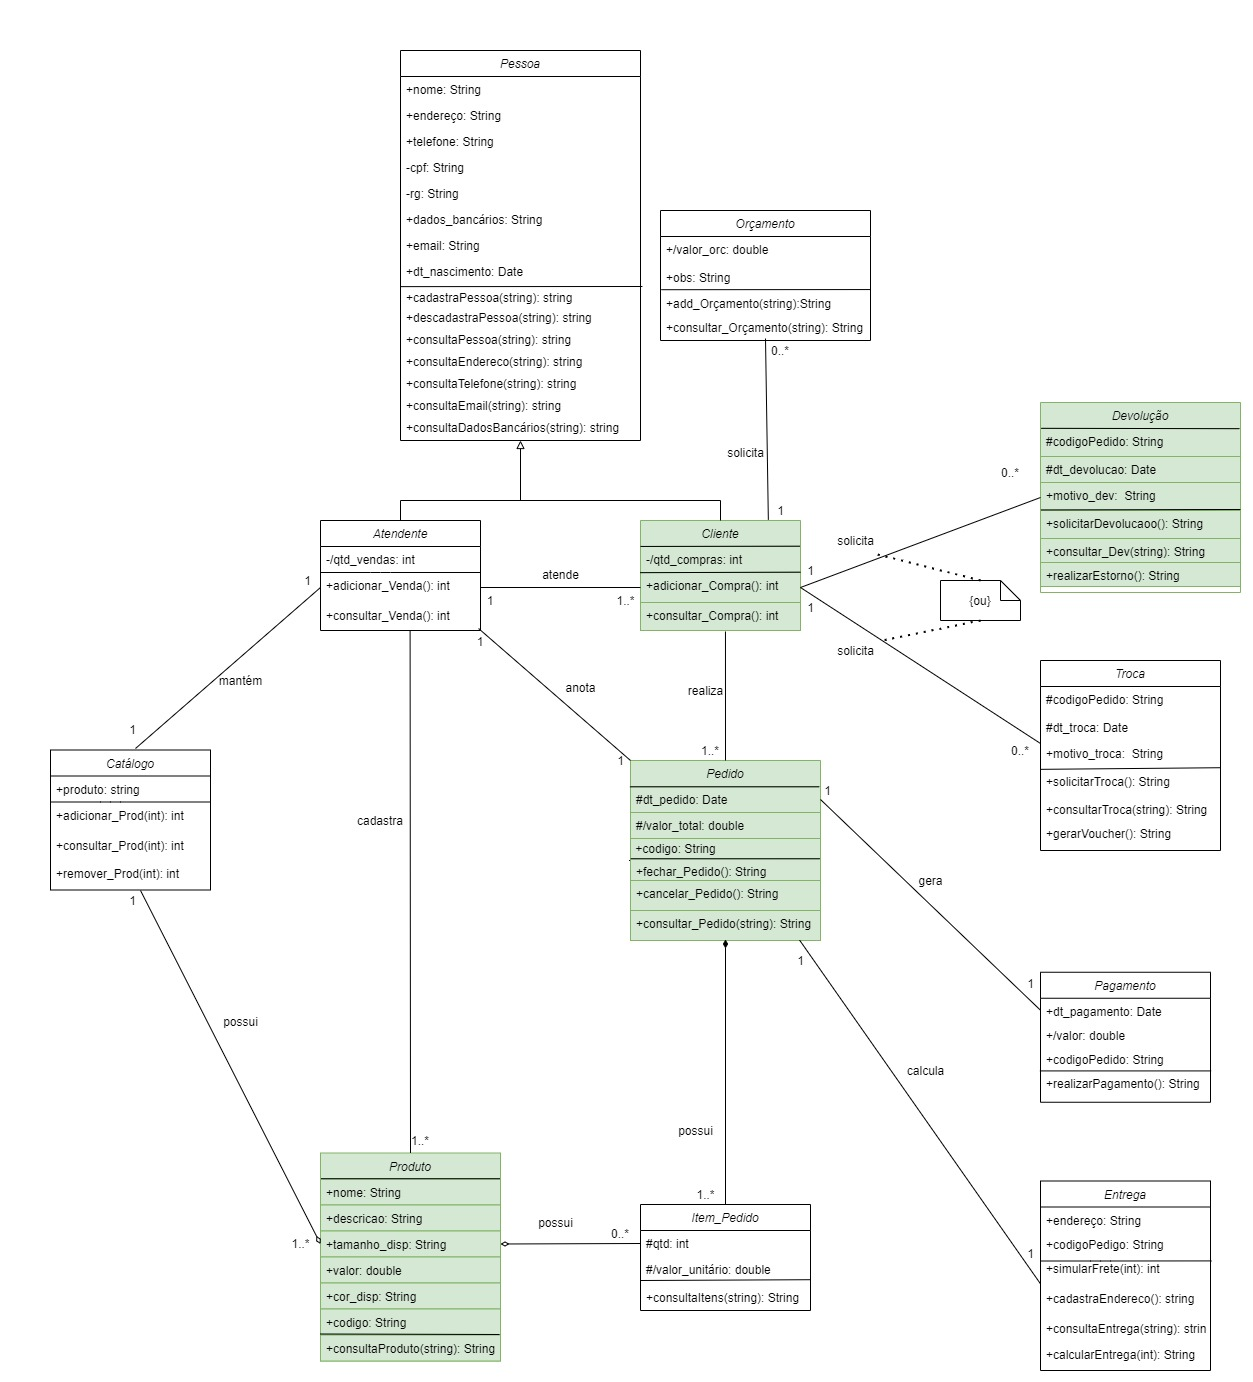 Pessoa
+nome: String
+endereço: String
+telefone: String
-cpf: String
-rg: String
+dados_bancários: String
+email: String
+dt_nascimento: Date
+cadastraPessoa(string): string
+descadastraPessoa(string): string
+consultaPessoa(string): string
+consultaEndereco(string): string
+consultaTelefone(string): string
+consultaEmail(string): string
+consultaDadosBancários(string): string
Orçamento
+/valor_orc: double
+obs: String
+add_Orçamento(string):String
+consultar_Orçamento(string): String
0..*
solicita
1
Devolução
#codigoPedido: String
#dt_devolucao: Date
+motivo_dev:  String
+solicitarDevolucaoo(): String
+consultar_Dev(string): String
+realizarEstorno(): String
0..*
solicita
1
{ou}
1
solicita
0..*
Atendente
-/qtd_vendas: int
+adicionar_Venda(): int
+consultar_Venda(): int
atende
1
1..*
Cliente
-/qtd_compras: int
+adicionar_Compra(): int
+consultar_Compra(): int
1
mantém
1
1
anota
1
realiza
1..*
Troca
#codigoPedido: String
#dt_troca: Date
+motivo_troca:  String
+solicitarTroca(): String
+consultarTroca(string): String
+gerarVoucher(): String
Catálogo
+produto: string
+adicionar_Prod(int): int
+consultar_Prod(int): int
+remover_Prod(int): int
cadastra
1..*
Pedido
#dt_pedido: Date
#/valor_total: double
+codigo: String
+fechar_Pedido(): String
+cancelar_Pedido(): String
+consultar_Pedido(string): String
1
gera
1
1
possui
1..*
1
calcula
1
possui
1..*
Pagamento
+dt_pagamento: Date
+/valor: double
+codigoPedido: String
+realizarPagamento(): String
Produto
+nome: String
+descricao: String
+tamanho_disp: String
+valor: double
+cor_disp: String
+codigo: String
+consultaProduto(string): String
possui
0..*
Item_Pedido
#qtd: int
#/valor_unitário: double
+consultaItens(string): String
Entrega
+endereço: String
+codigoPedigo: String
+simularFrete(int): int
+cadastraEndereco(): string
+consultaEntrega(string): strin
+calcularEntrega(int): String